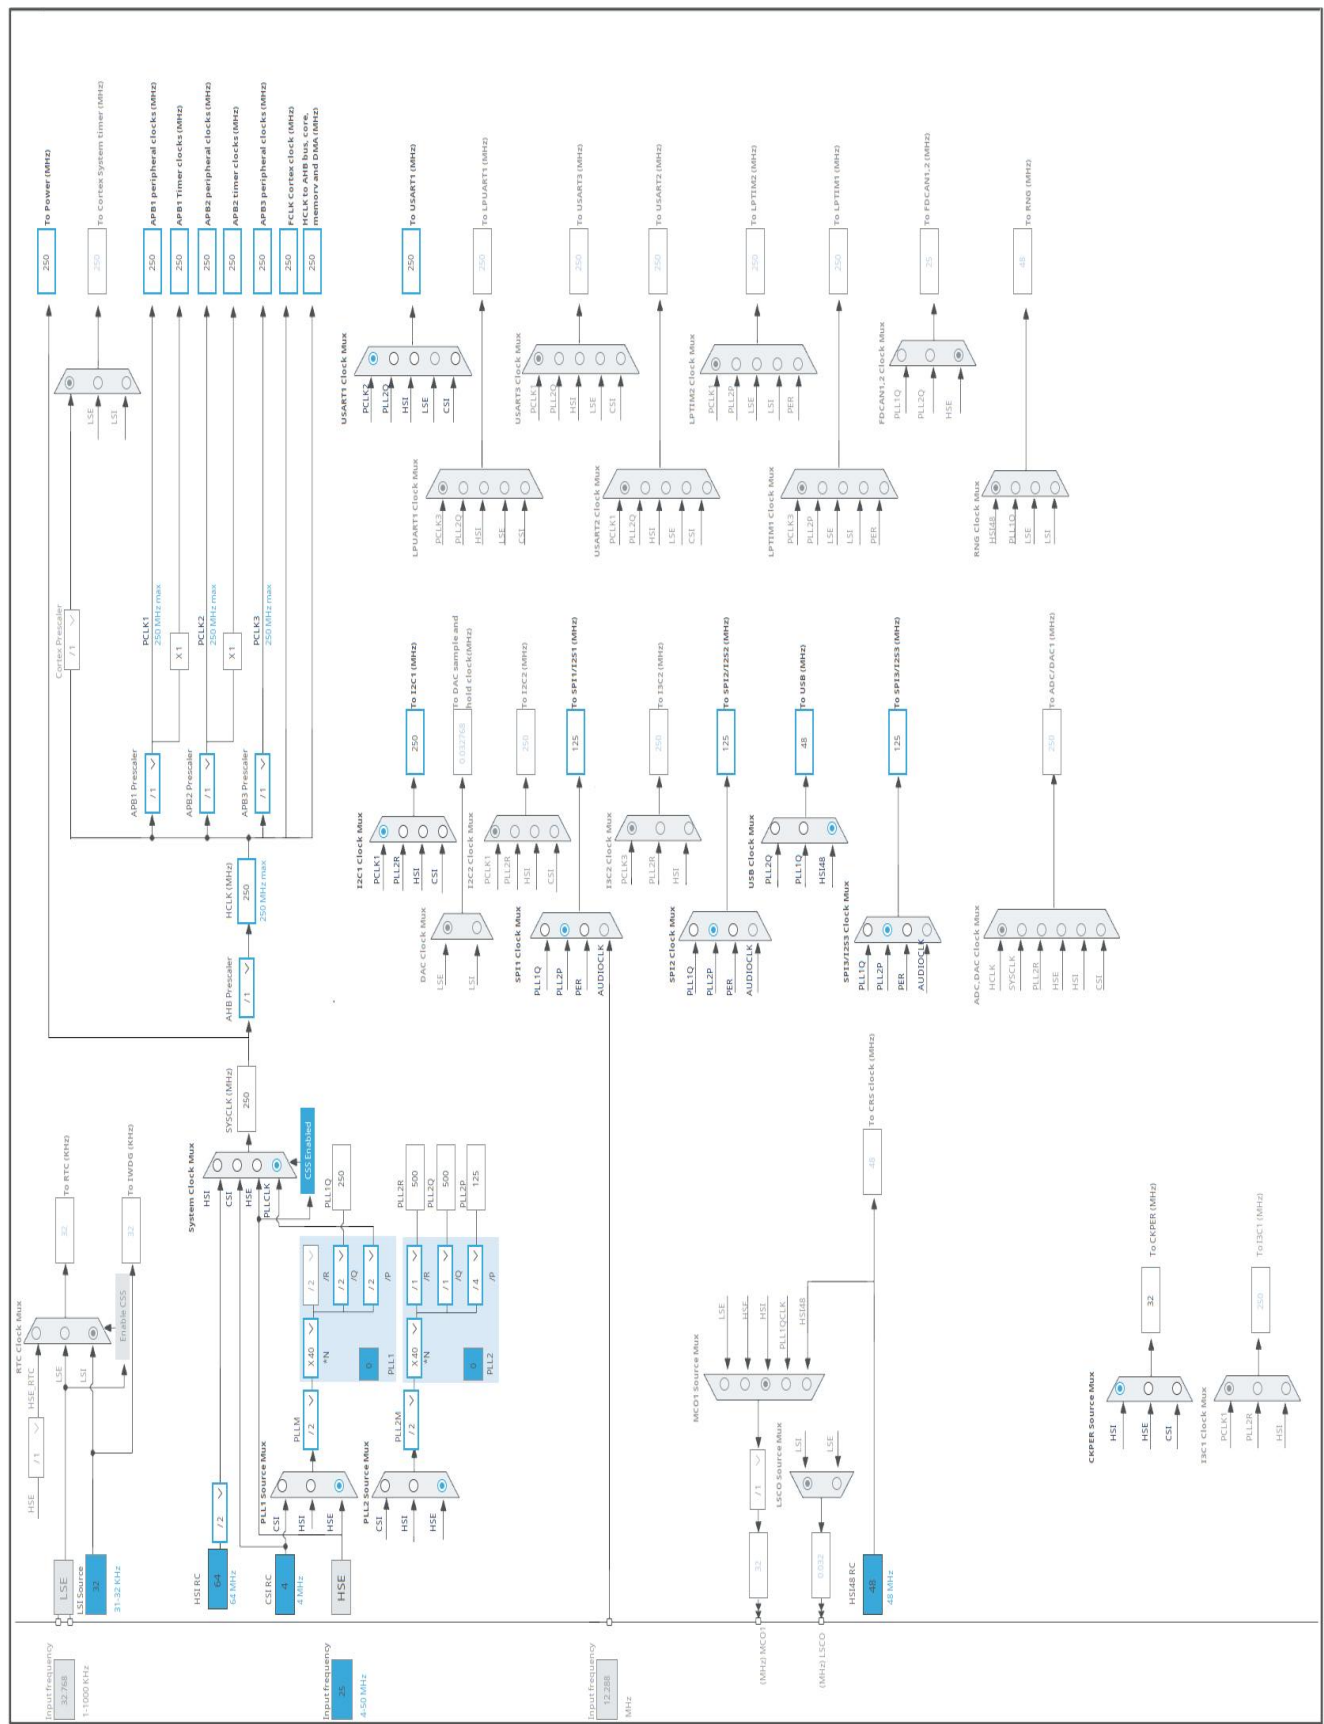 Input frequency
32.768
1-1000 KHz
LSE
LSI Source
32
31-32 KHz
HSE
/ 1
HSE_RTC
LSE
LSI
RTC Clock Mux
Enable CSS
32
To RTC (KHz)
32
To IWDG (KHz)
HSI RC
64
64 MHz
/ 2
CSI RC
4
4 MHz
Input frequency
25
4-50 MHz
HSE
PLL1 Source Mux
CSI
HSI
HSE
PLLM
/ 2
X 40
*N
/ 2
/R
/ 2
/Q
/ 2
/P
0
PLL1
PLL1Q
250
PLL2 Source Mux
CSI
HSI
HSE
PLL2M
/ 2
X 40
*N
/ 1
/R
/ 1
/Q
/ 4
/P
0
PLL2
PLL2R
500
PLL2Q
500
PLL2P
125
System Clock Mux
HSI
CSI
HSE
PLLCLK
CSS Enabled
SYSCLK (MHz)
250
AHB Prescaler
/ 1
HCLK (MHz)
250
250 MHz max
Cortex Prescaler
/ 1
LSE
LSI
APB1 Prescaler
/ 1
PCLK1
250 MHz max
X 1
APB2 Prescaler
/ 1
PCLK2
250 MHz max
X 1
APB3 Prescaler
/ 1
PCLK3
250 MHz max
250
To Power (MHz)
250
To Cortex System timer (MHz)
250
APB1 peripheral clocks (MHz)
250
APB1 Timer clocks (MHz)
250
APB2 peripheral clocks (MHz)
250
APB2 timer clocks (MHz)
250
APB3 peripheral clocks (MHz)
250
FCLK Cortex clock (MHz)
250
HCLK to AHB bus, core,
memory and DMA (MHz)
USART1 Clock Mux
PCLK2
PLL2Q
HSI
LSE
CSI
250
To USART1 (MHz)
LPUART1 Clock Mux
PCLK3
PLL2Q
HSI
LSE
CSI
250
To LPUART1 (MHz)
USART3 Clock Mux
PCLK1
PLL2Q
HSI
LSE
CSI
250
To USART3 (MHz)
USART2 Clock Mux
PCLK1
PLL2Q
HSI
LSE
CSI
250
To USART2 (MHz)
LPTIM2 Clock Mux
PCLK1
PLL2P
LSE
LSI
PER
250
To LPTIM2 (MHz)
LPTIM1 Clock Mux
PCLK3
PLL2P
LSE
LSI
PER
250
To LPTIM1 (MHz)
FDCAN1,2 Clock Mux
PLL1Q
PLL2Q
HSE
25
To FDCAN1,2 (MHz)
RNG Clock Mux
HSI48
PLL1Q
LSE
LSI
48
To RNG (MHz)
I2C1 Clock Mux
PCLK1
PLL2R
HSI
CSI
250
To I2C1 (MHz)
DAC Clock Mux
LSE
LSI
0.032768
To DAC sample and
hold clock(MHz)
I2C2 Clock Mux
PCLK1
PLL2R
HSI
CSI
250
To I2C2 (MHz)
SPI1 Clock Mux
PLL1Q
PLL2P
PER
AUDIOCLK
125
To SPI1/I2S1 (MHz)
I3C2 Clock Mux
PCLK3
PLL2R
HSI
250
To I3C2 (MHz)
SPI2 Clock Mux
PLL1Q
PLL2P
PER
AUDIOCLK
125
To SPI2/I2S2 (MHz)
USB Clock Mux
PLL2Q
PLL1Q
HSI48
48
To USB (MHz)
SPI3/I2S3 Clock Mux
PLL1Q
PLL2P
PER
AUDIOCLK
125
To SPI3/I2S3 (MHz)
ADC,DAC Clock Mux
HCLK
SYSCLK
PLL2R
HSE
HSI
CSI
250
To ADC/DAC1 (MHz)
Input frequency
12.288
MHz
MCO1 Source Mux
LSE
HSE
HSI
PLL1QCLK
HSI48
/ 1
32
(MHz) MCO1
LSCO Source Mux
LSI
LSE
0.032
(MHz) LSCO
HSI48 RC
48
48 MHz
48
To CRS clock (MHz)
CKPER Source Mux
HSI
HSE
CSI
32
To CKPER (MHz)
I3C1 Clock Mux
PCLK1
PLL2R
HSI
250
To I3C1 (MHz)